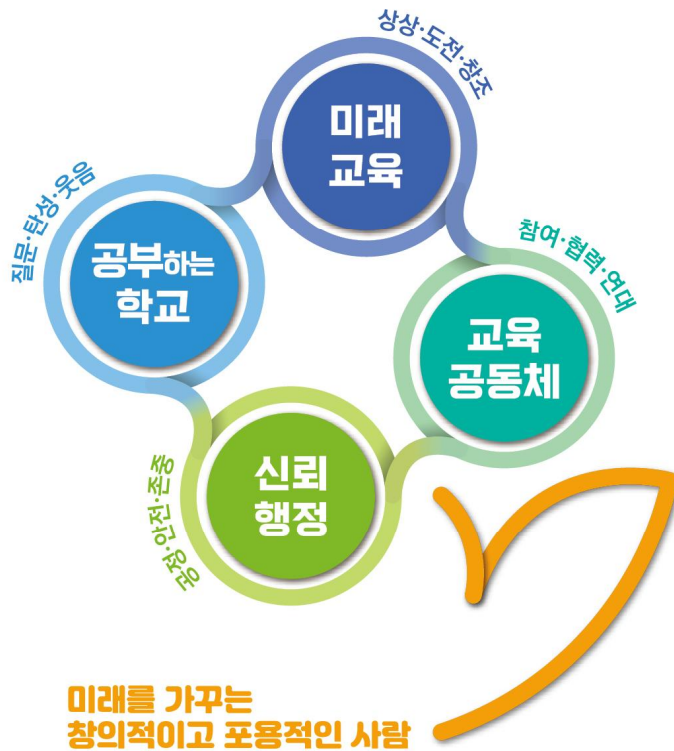 상상·도전·창조
미래
교육
질문·탄성·웃음
공부하는
학교
참여·협력·연대
교육
공동체
공정·안전·존중
신뢰
행정
미래를 가꾸는
창의적이고 포용적인 사람